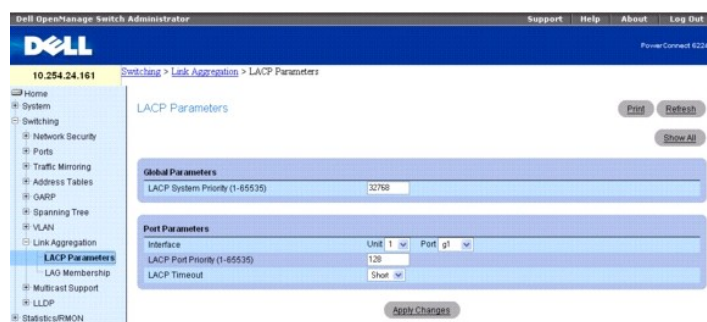 Dell OpenManage Switch Administrator
Support Help About Log Out
DELL
PowerConnect 6224
10.254.24.161
Switching > Link Aggregation > LACP Parameters
Home
System
Switching
Network Security
Ports
Traffic Mirroring
Address Tables
GARP
Spanning Tree
VLAN
Link Aggregation
LACP Parameters
LAG Membership
Multicast Support
LLDP
Statistics/RMON
LACP Parameters
Print Refresh
Show All
Global Parameters
LACP System Priority (1-65535) 32768
Port Parameters
Interface Unit 1 Port g1
LACP Port Priority (1-65535) 128
LACP Timeout Short
Apply Changes